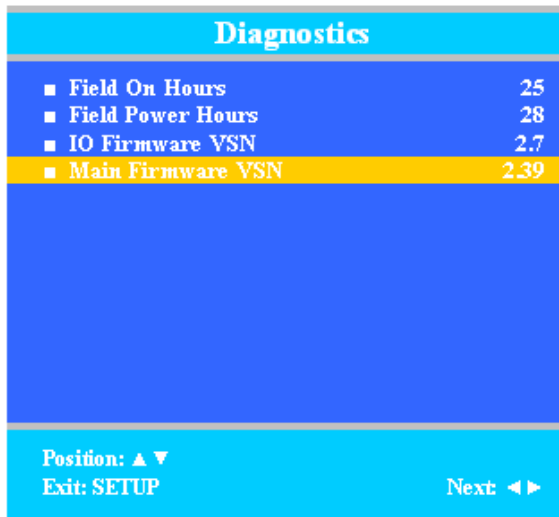 Diagnostics
Field On Hours 25
Field Power Hours 28
IO Firmware VSN 2.7
Main Firmware VSN 2.39
Position: ▲ ▼
Exit: SETUP Next: ◄ ►